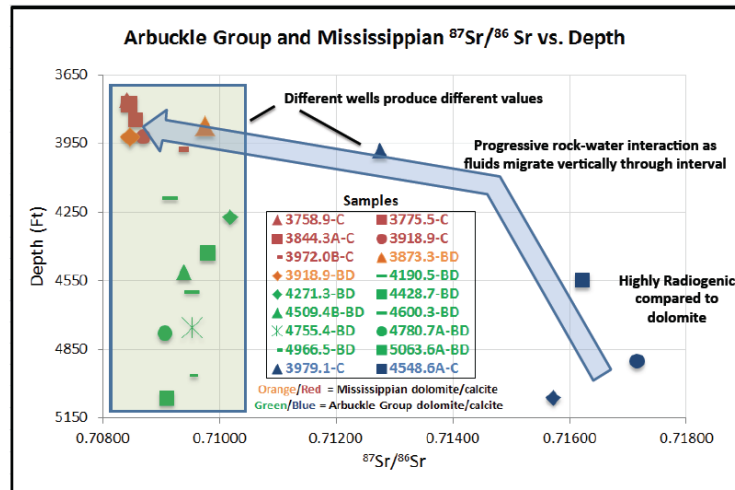 Arbuckle Group and Mississippian ⁸⁷Sr/⁸⁶ Sr vs. Depth
3650
3950
4250
4550
4850
5150
Depth (Ft)
Different wells produce different values
Progressive rock-water interaction as
fluids migrate vertically through interval
Samples
3758.9-C 3775.5-C
3844.3A-C 3918.9-C
3972.0B-C 3873.3-BD
3918.9-BD 4190.5-BD
4271.3-BD 4428.7-BD
4509.4B-BD 4600.3-BD
4755.4-BD 4780.7A-BD
4966.5-BD 5063.6A-BD
3979.1-C 4548.6A-C
Orange/Red = Mississippian dolomite/calcite
Green/Blue = Arbuckle Group dolomite/calcite
Highly Radiogenic
compared to
dolomite
0.70800 0.71000 0.71200 0.71400 0.71600 0.71800
⁸⁷Sr/⁸⁶Sr